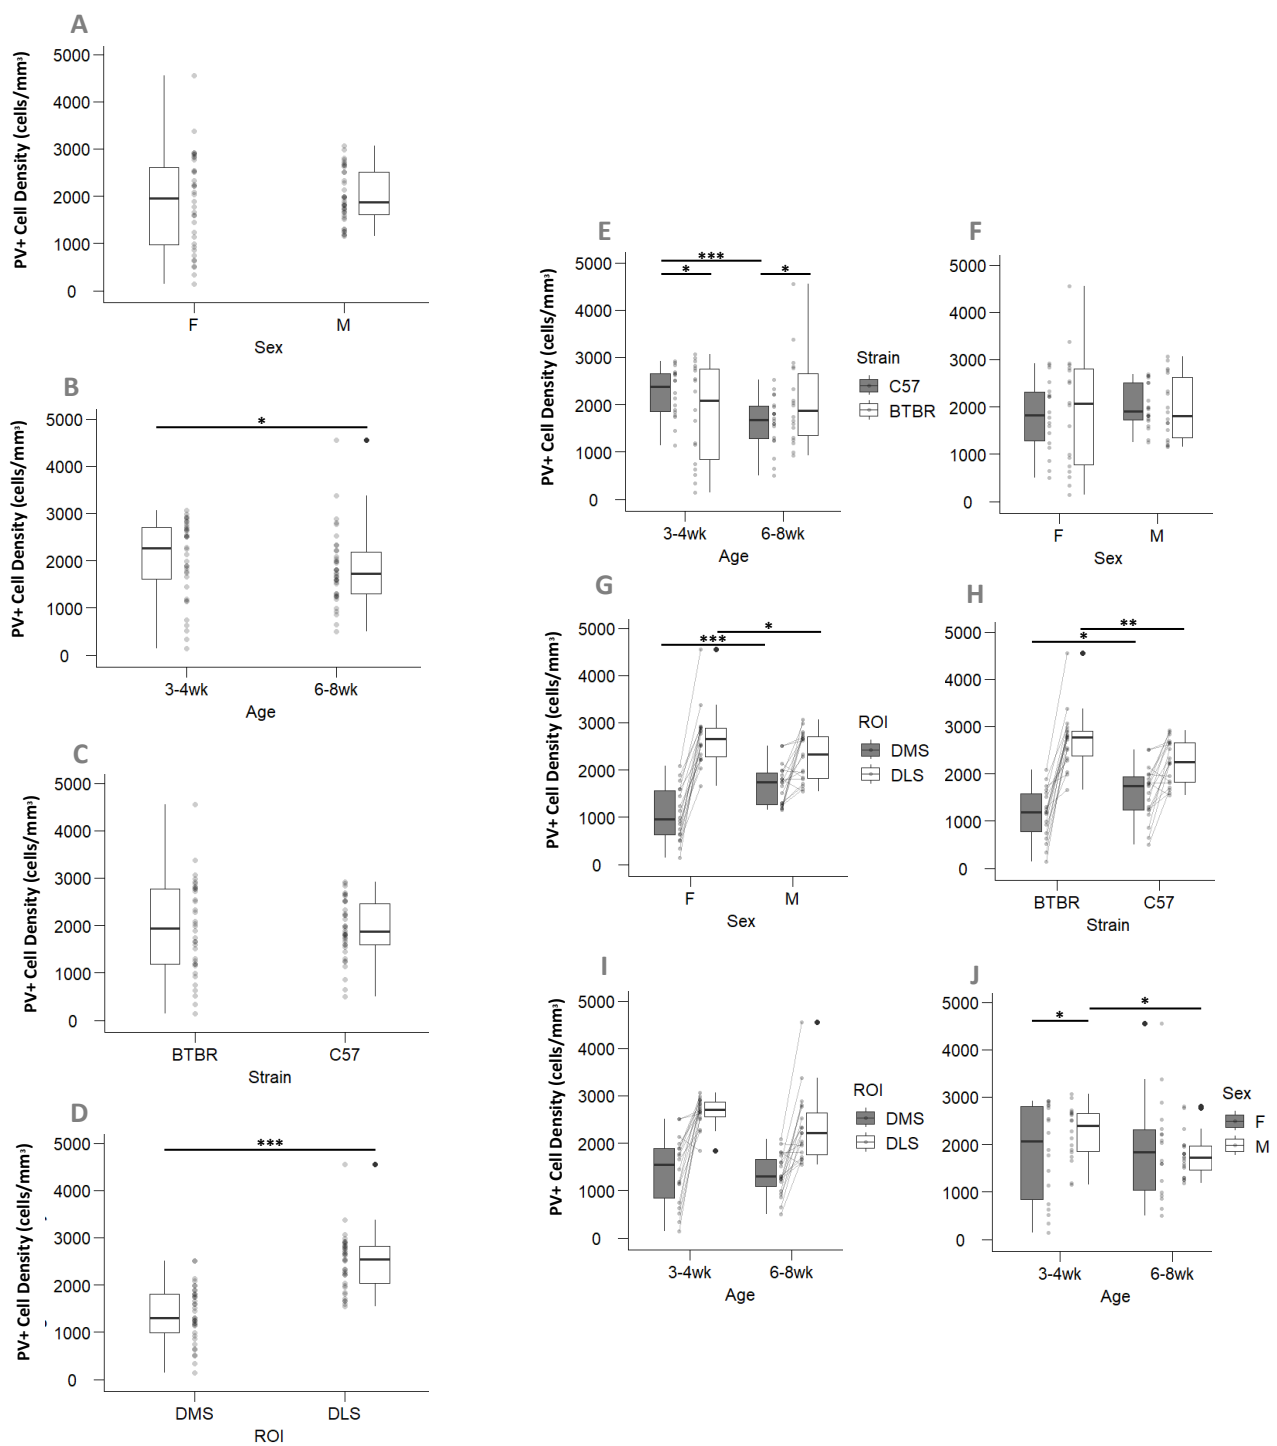 A
PV+ Cell Density (cells/mm³)
5000
4000
3000
2000
1000
0
F
M
Sex
B
PV+ Cell Density (cells/mm³)
5000
4000
3000
2000
1000
0
*
3-4wk
6-8wk
Age
C
PV+ Cell Density (cells/mm³)
5000
4000
3000
2000
1000
0
BTBR
C57
Strain
D
PV+ Cell Density (cells/mm³)
5000
4000
3000
2000
1000
0
***
DMS
DLS
ROI
E
PV+ Cell Density (cells/mm³)
5000
4000
3000
2000
1000
0
***
*
*
3-4wk
6-8wk
Age
Strain
C57
BTBR
F
5000
4000
3000
2000
1000
0
F
M
Sex
G
PV+ Cell Density (cells/mm³)
5000
4000
3000
2000
1000
0
***
*
F
M
Sex
ROI
DMS
DLS
H
5000
4000
3000
2000
1000
0
*
**
BTBR
C57
Strain
I
PV+ Cell Density (cells/mm³)
5000
4000
3000
2000
1000
0
3-4wk
6-8wk
Age
ROI
DMS
DLS
J
5000
4000
3000
2000
1000
0
*
*
3-4wk
6-8wk
Age
Sex
F
M